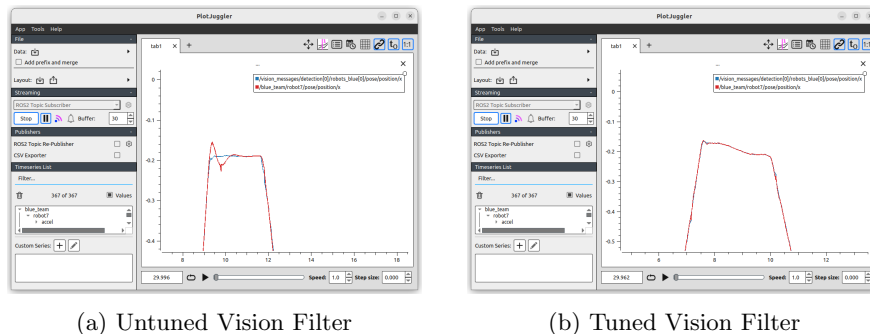 PlotJuggler
App Tools Help
File
Data:
Add prefix and merge
Layout:
Streaming
ROS2 Topic Subscriber
Stop Buffer: 30
Publishers
ROS2 Topic Re-Publisher
CSV Exporter
Timeseries List
Filter...
367 of 367 Values
blue_team
robot7
accel
Custom Series:
tab1 × +
/vision_messages/detection[0]/robots_blue[0]/pose/position/x
/blue_team/robot7/pose/position/x
0
-0.1
-0.2
-0.3
-0.4
8 10 12 14 16 18
29.996 Speed: 1.0 Step size: 0.000
(a) Untuned Vision Filter
PlotJuggler
App Tools Help
File
Data:
Add prefix and merge
Layout:
Streaming
ROS2 Topic Subscriber
Stop Buffer: 30
Publishers
ROS2 Topic Re-Publisher
CSV Exporter
Timeseries List
Filter...
367 of 367 Values
blue_team
robot7
accel
Custom Series:
tab1 × +
/vision_messages/detection[0]/robots_blue[0]/pose/position/x
/blue_team/robot7/pose/position/x
0
-0.1
-0.2
-0.3
-0.4
-0.5
6 8 10 12
29.962 Speed: 1.0 Step size: 0.000
(b) Tuned Vision Filter